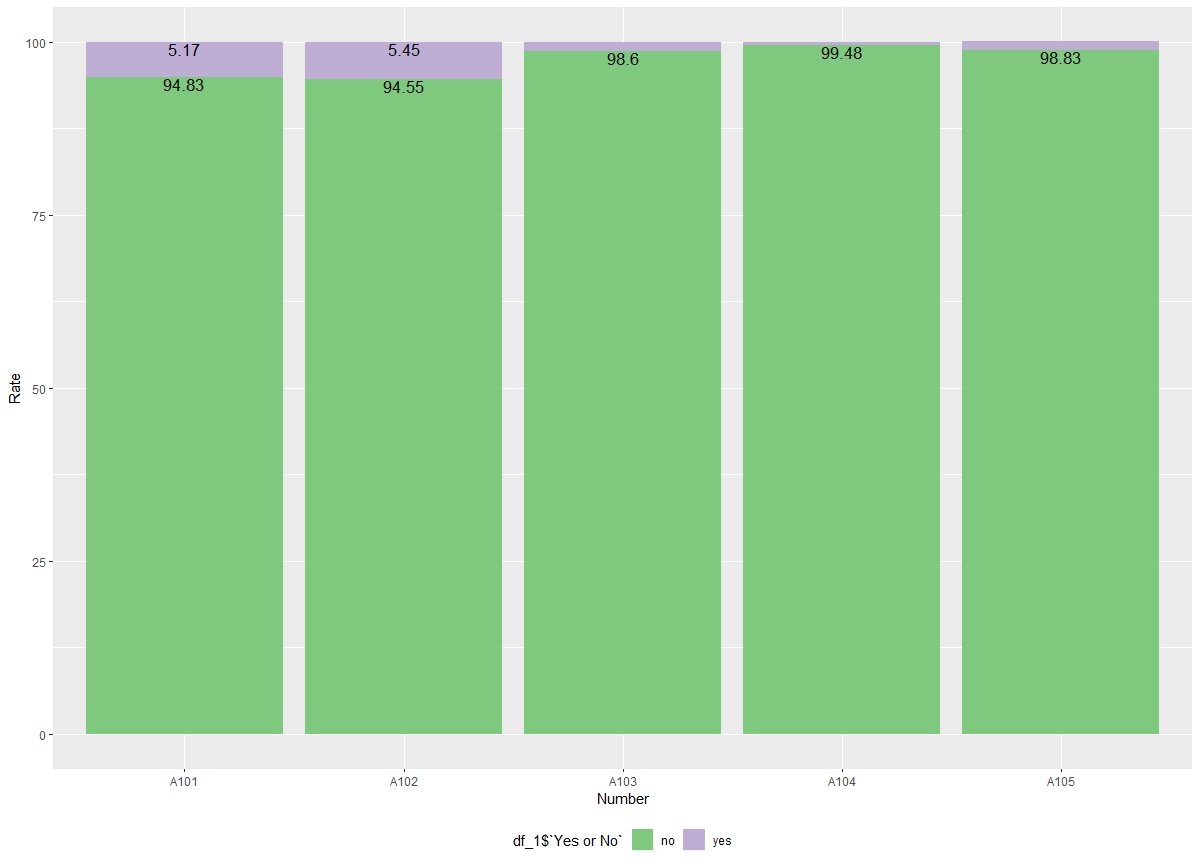 100
75
50
25
0
Rate
5.17
94.83
5.45
94.55
98.6
99.48
98.83
A101
A102
A103
A104
A105
Number
df_1$`Yes or No` no yes